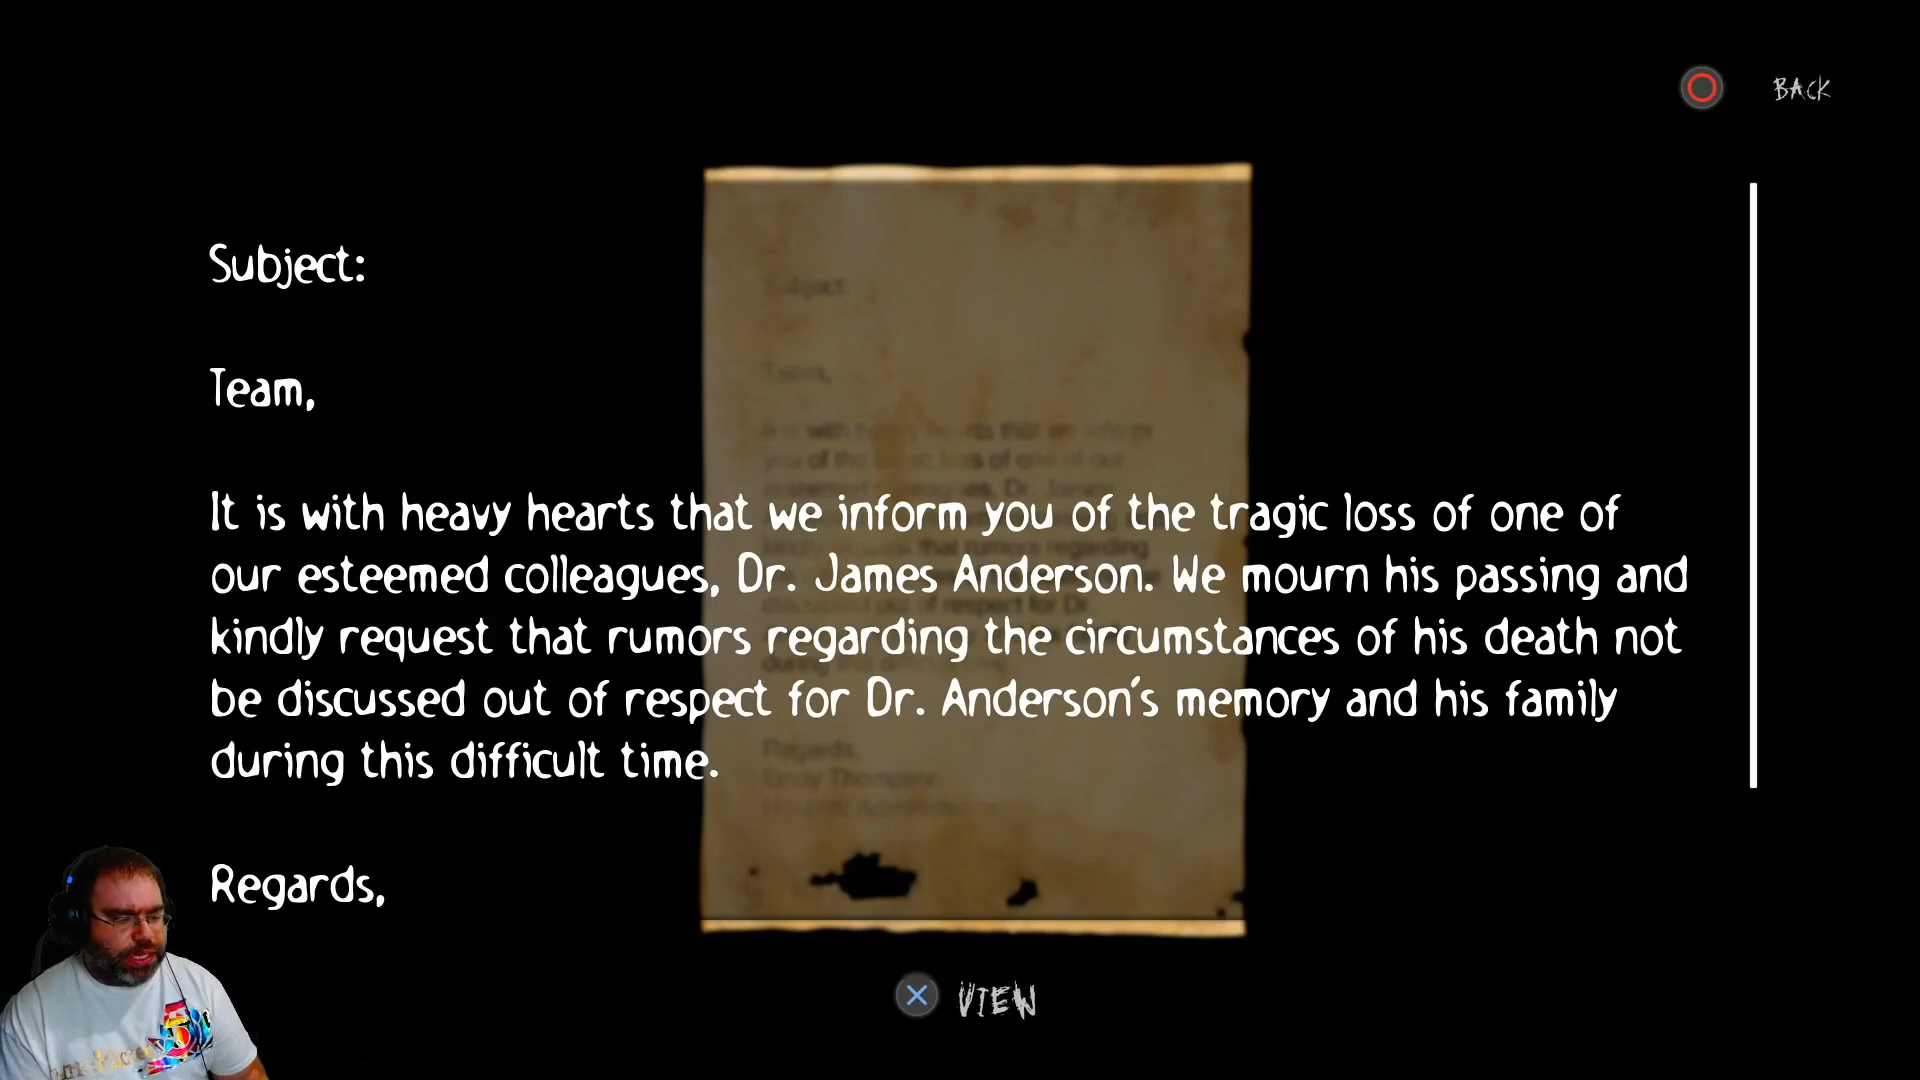 BACK
Subject:
Team,
It is with heavy hearts that we inform you of the tragic loss of one of
our esteemed colleagues, Dr. James Anderson. We mourn his passing and
kindly request that rumors regarding the circumstances of his death not
be discussed out of respect for Dr. Anderson's memory and his family
during this difficult time.
Regards,
VIEW